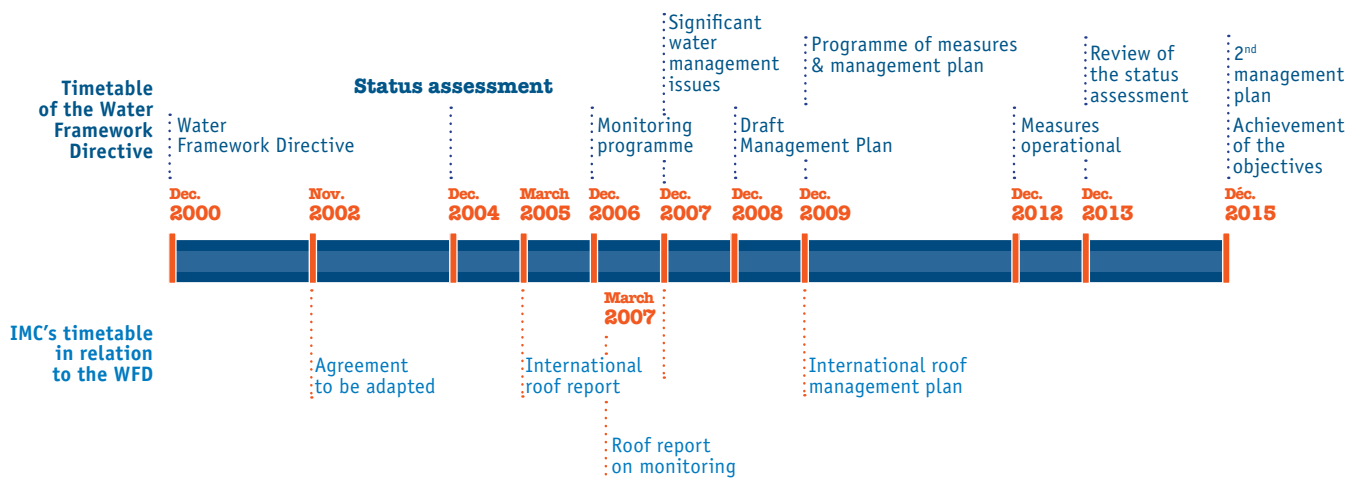 Timetable
of the Water
Framework
Directive
Water
Framework Directive
Status assessment
Monitoring
programme
Significant
water
management
issues
Draft
Management Plan
Programme of measures
& management plan
Measures
operational
Review of
the status
assessment
2nd
management
plan
Achievement
of the
objectives
Dec.
2000
Nov.
2002
Dec.
2004
March
2005
Dec.
2006
Dec.
2007
Dec.
2008
Dec.
2009
Dec.
2012
Dec.
2013
Déc.
2015
March
2007
IMC's timetable
in relation
to the WFD
Agreement
to be adapted
International
roof report
Roof report
on monitoring
International roof
management plan